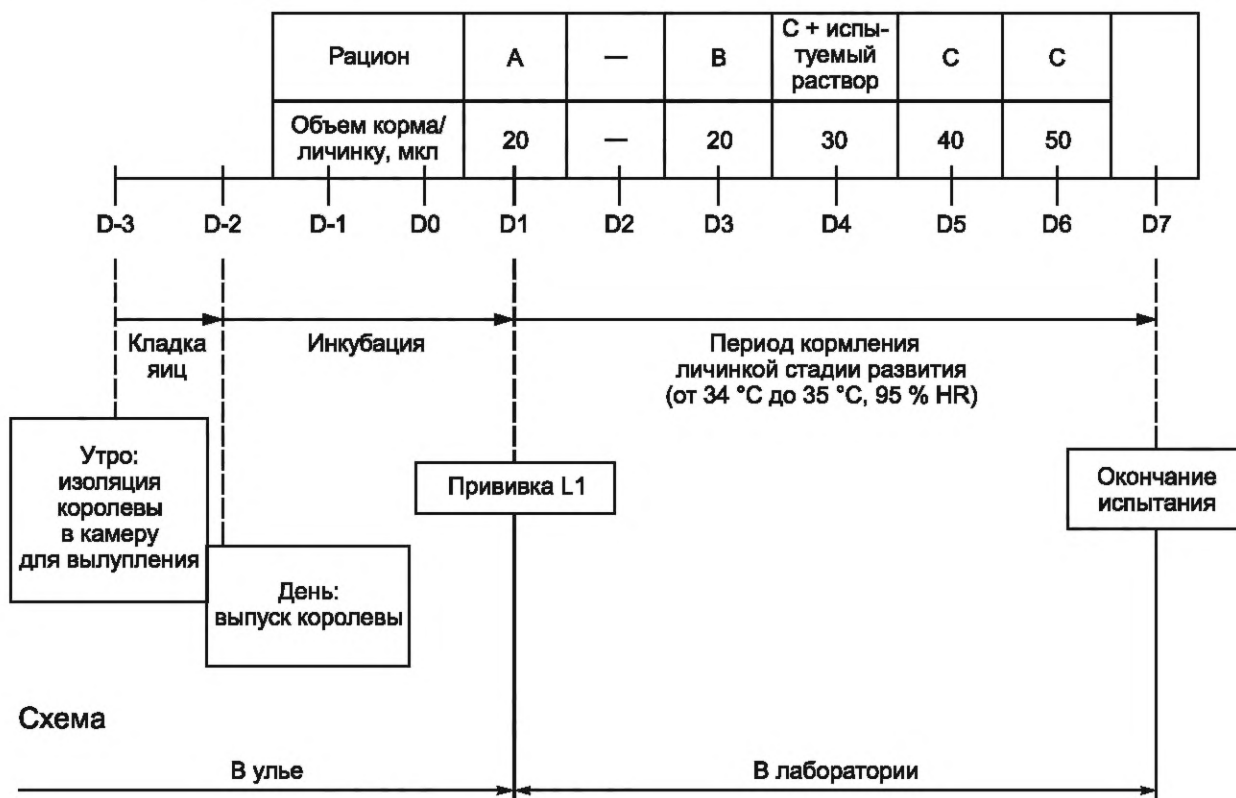 Рацион A — B C + испы-
туемый
раствор C C
Объем корма/
личинку, мкл 20 — 20 30 40 50
D-3 D-2 D-1 D0 D1 D2 D3 D4 D5 D6 D7
Кладка
яиц
Инкубация
Период кормления
личинкой стадии развития
(от 34 °C до 35 °C, 95 % HR)
Утро:
изоляция
королевы
в камеру
для вылупления
Прививка L1
Окончание
испытания
День:
выпуск королевы
Схема
В улье
В лаборатории